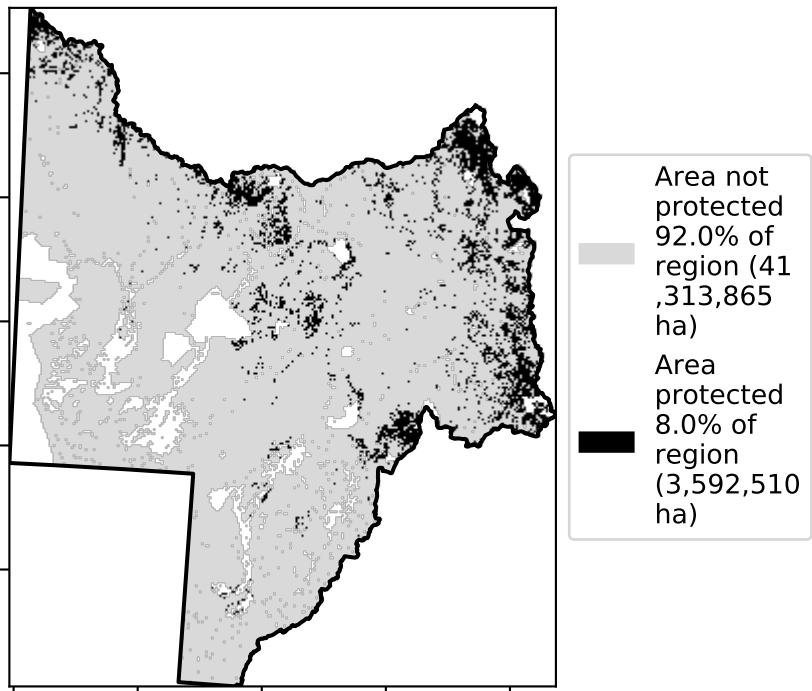 Area not
protected
92.0% of
region (41
,313,865
ha)
Area
protected
8.0% of
region
(3,592,510
ha)